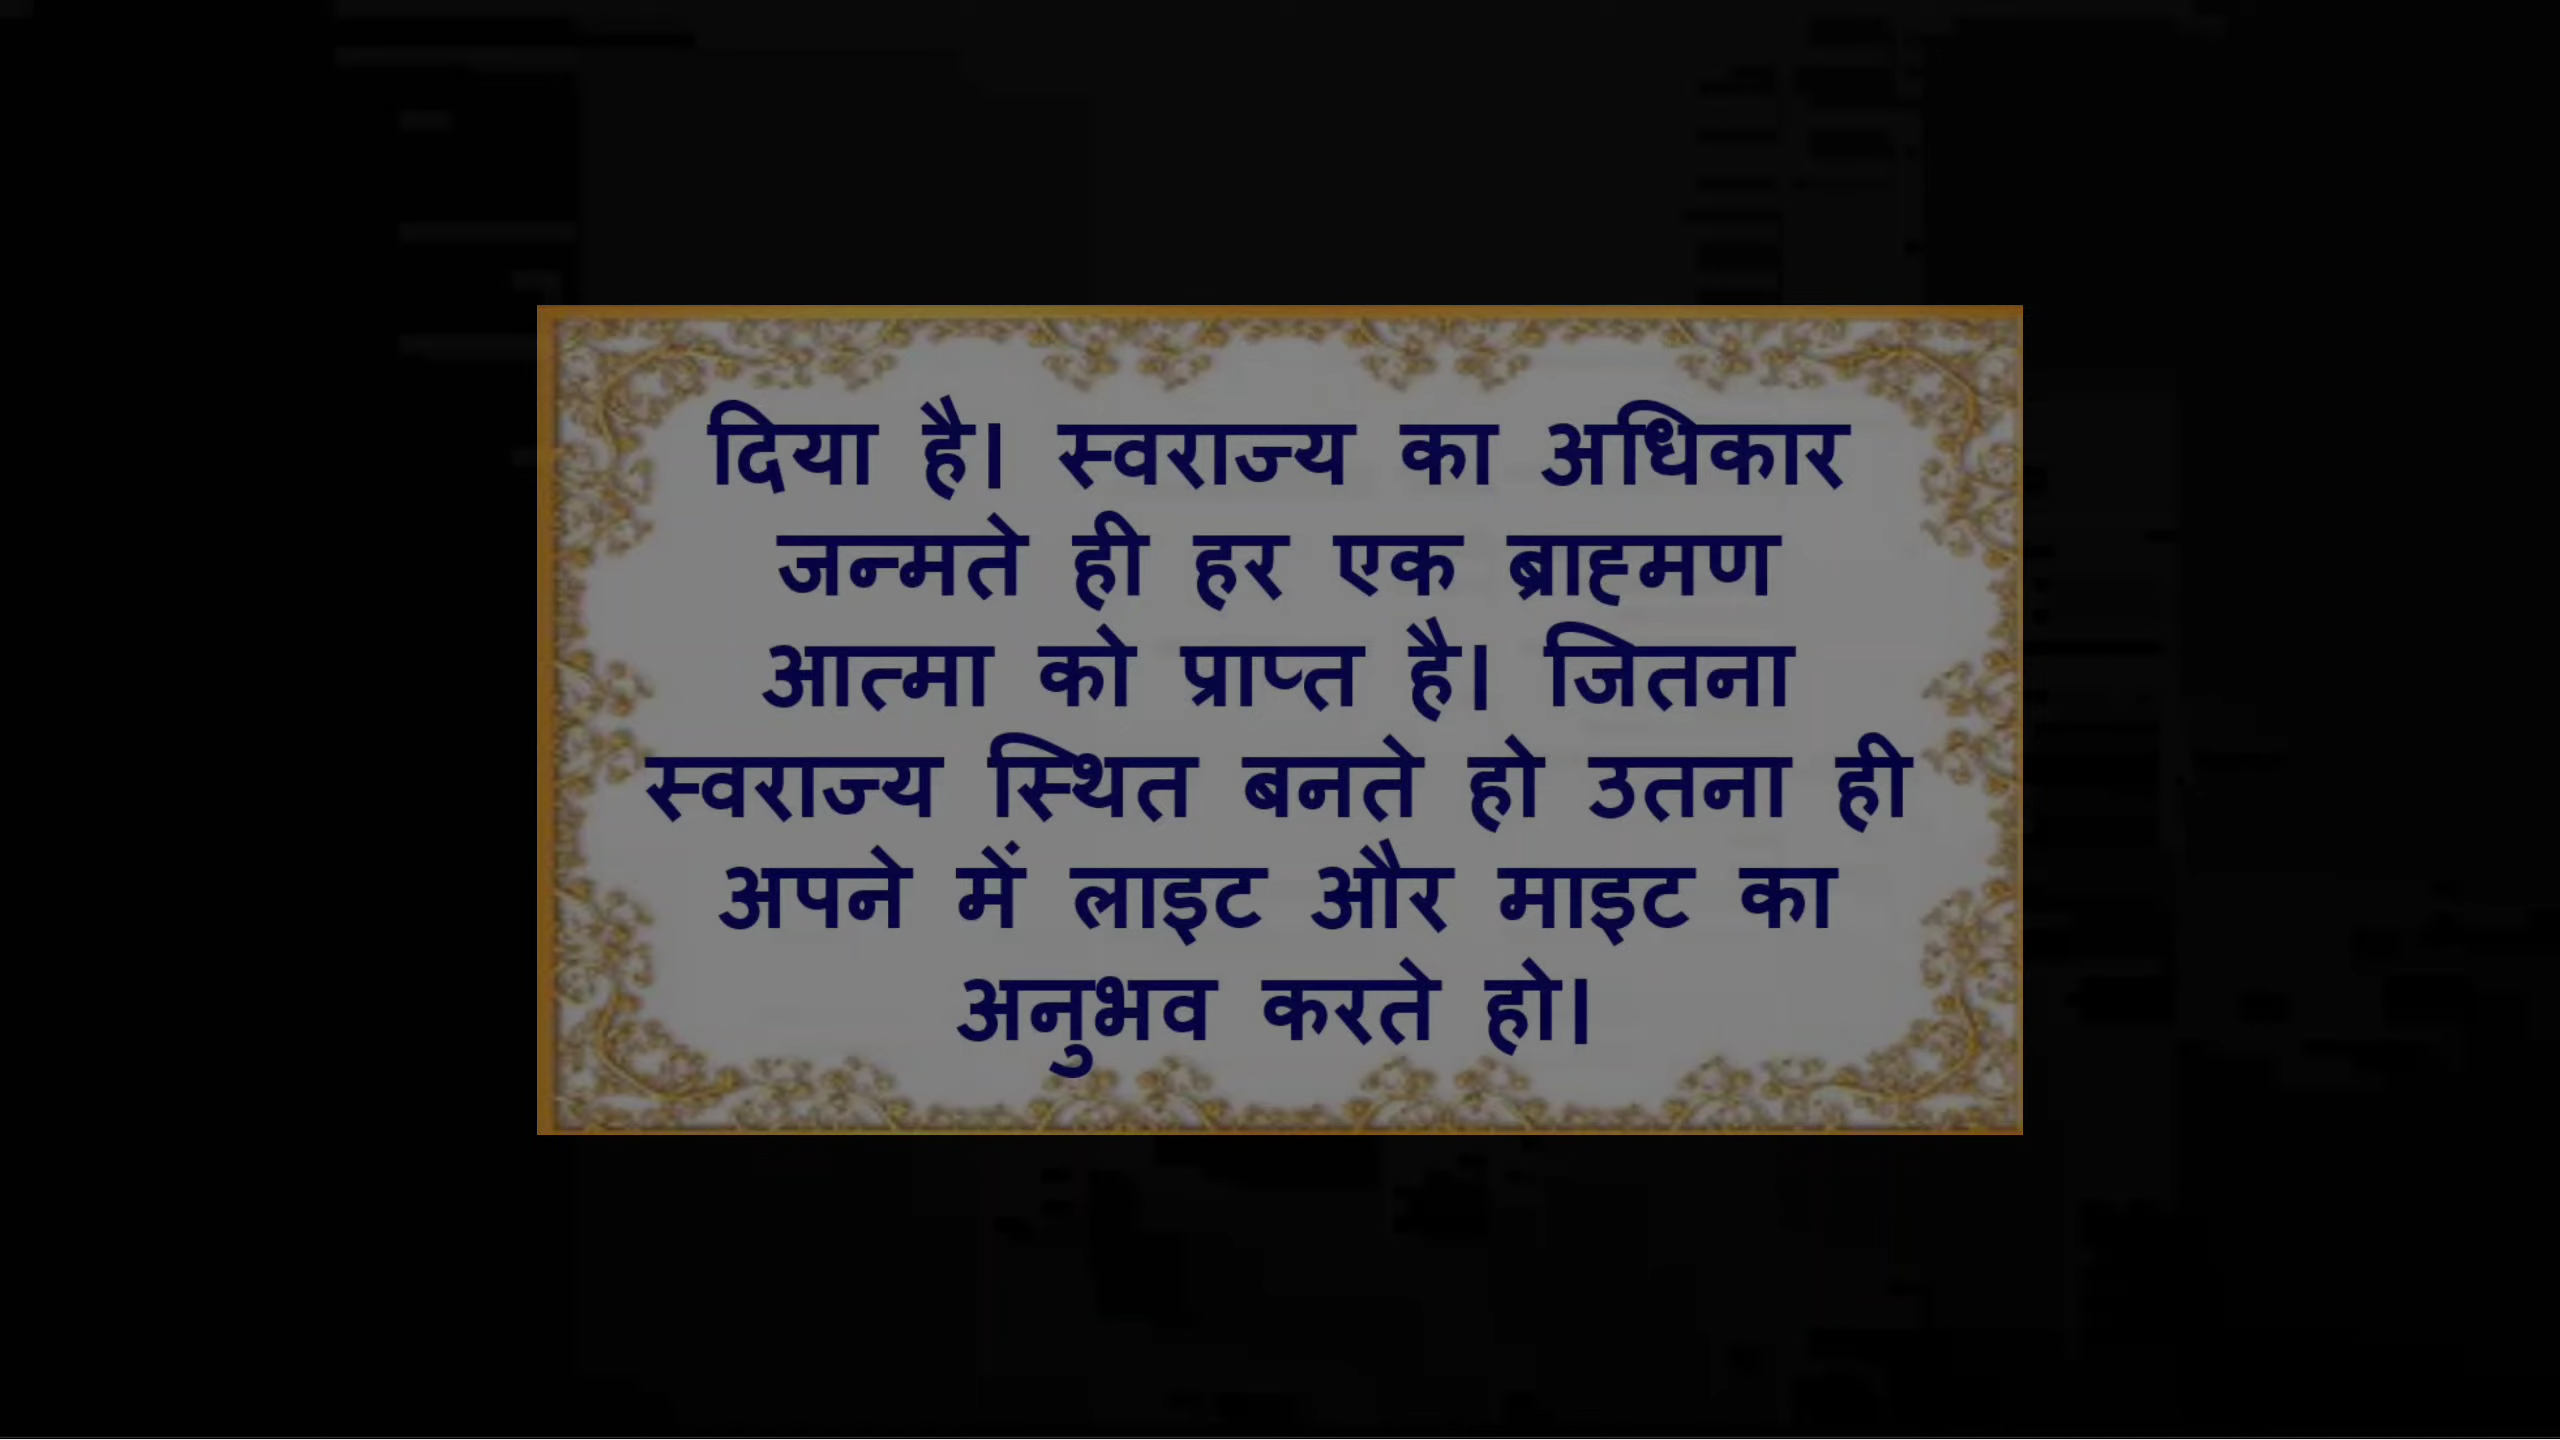 दिया है। स्वराज्य का अधिकार
जन्मते ही हर एक ब्राह्मण
आत्मा को प्राप्त है। जितना
स्वराज्य स्थित बनते हो उतना ही
अपने में लाइट और माइट का
अनुभव करते हो।